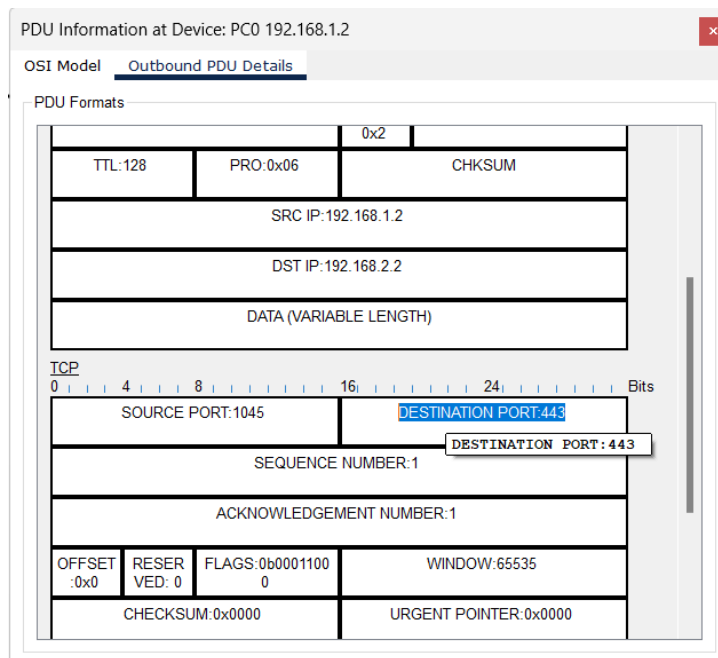 PDU Information at Device: PC0 192.168.1.2
×
OSI Model Outbound PDU Details
PDU Formats
0x2
TTL:128 PRO:0x06 CHKSUM
SRC IP:192.168.1.2
DST IP:192.168.2.2
DATA (VARIABLE LENGTH)
TCP
0 4 8 16 24 Bits
SOURCE PORT:1045 DESTINATION PORT:443
DESTINATION PORT:443
SEQUENCE NUMBER:1
ACKNOWLEDGEMENT NUMBER:1
OFFSET RESER FLAGS:0b0001100 WINDOW:65535
:0x0 VED: 0 0
CHECKSUM:0x0000 URGENT POINTER:0x0000